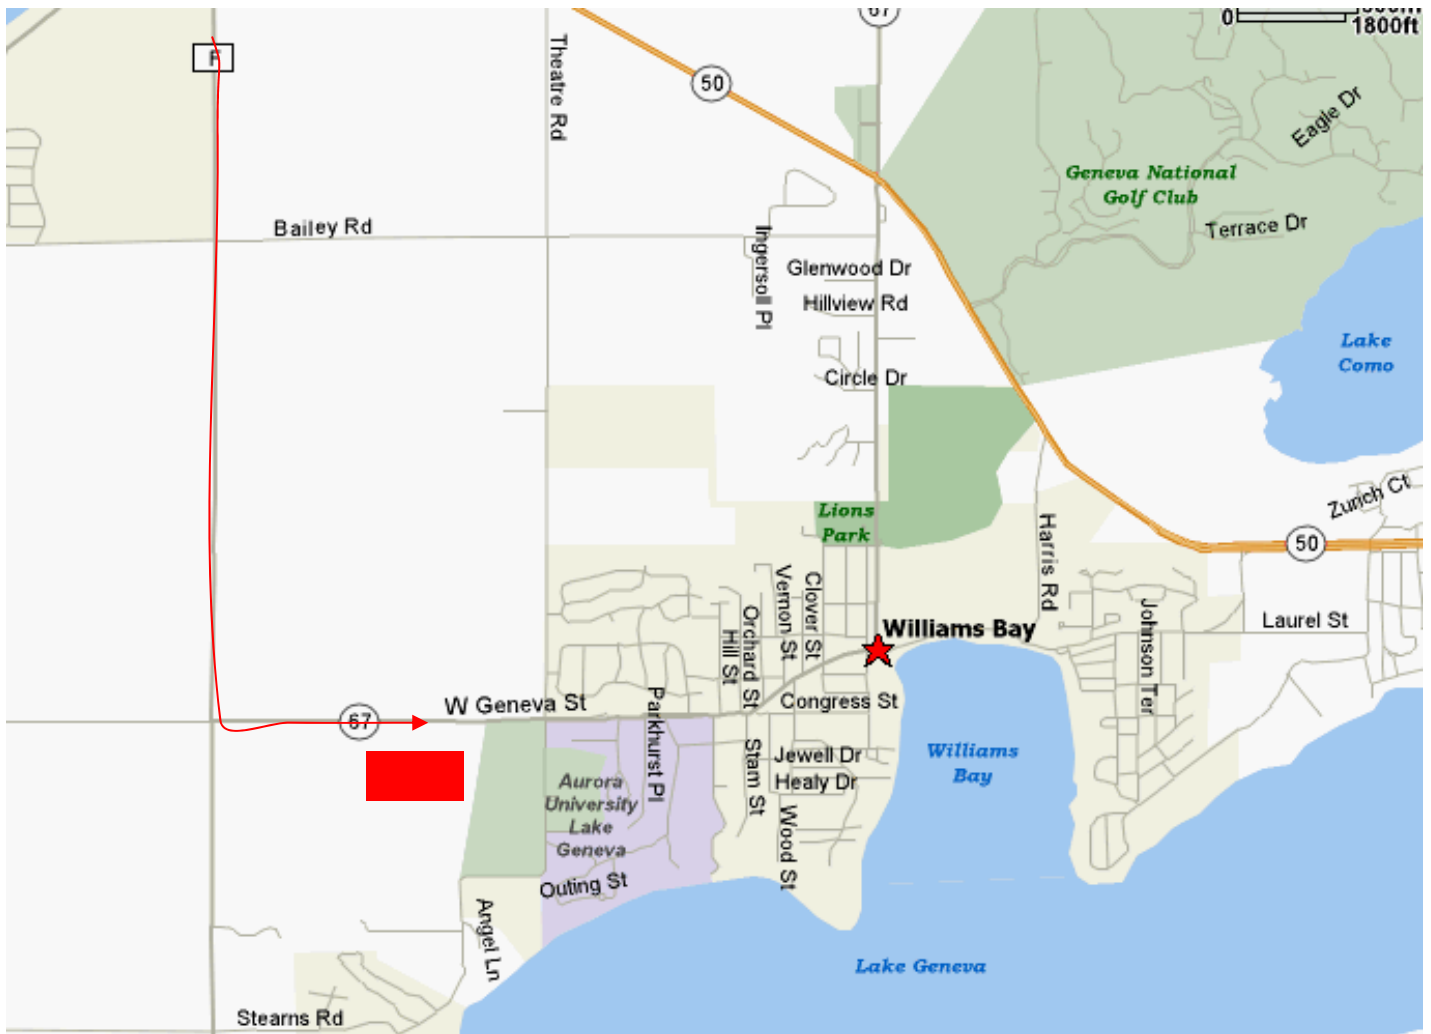 67
0
1800ft
F
Theatre Rd
50
Eagle Dr
Geneva National
Golf Club
Terrace Dr
Bailey Rd
Ingersoll Pl
Glenwood Dr
Hillview Rd
Lake
Como
Circle Dr
Zurich Ct
Lions
Park
Harris Rd
50
Vernon St
Clover St
Orchard St
Hill St
Johnson Ter
Laurel St
Williams Bay
W Geneva St
67
Parkhurst Pl
Congress St
Stam St
Jewell Dr
Healy Dr
Wood St
Williams
Bay
Aurora
University
Lake
Geneva
Outing St
Angel Ln
Lake Geneva
Stearns Rd